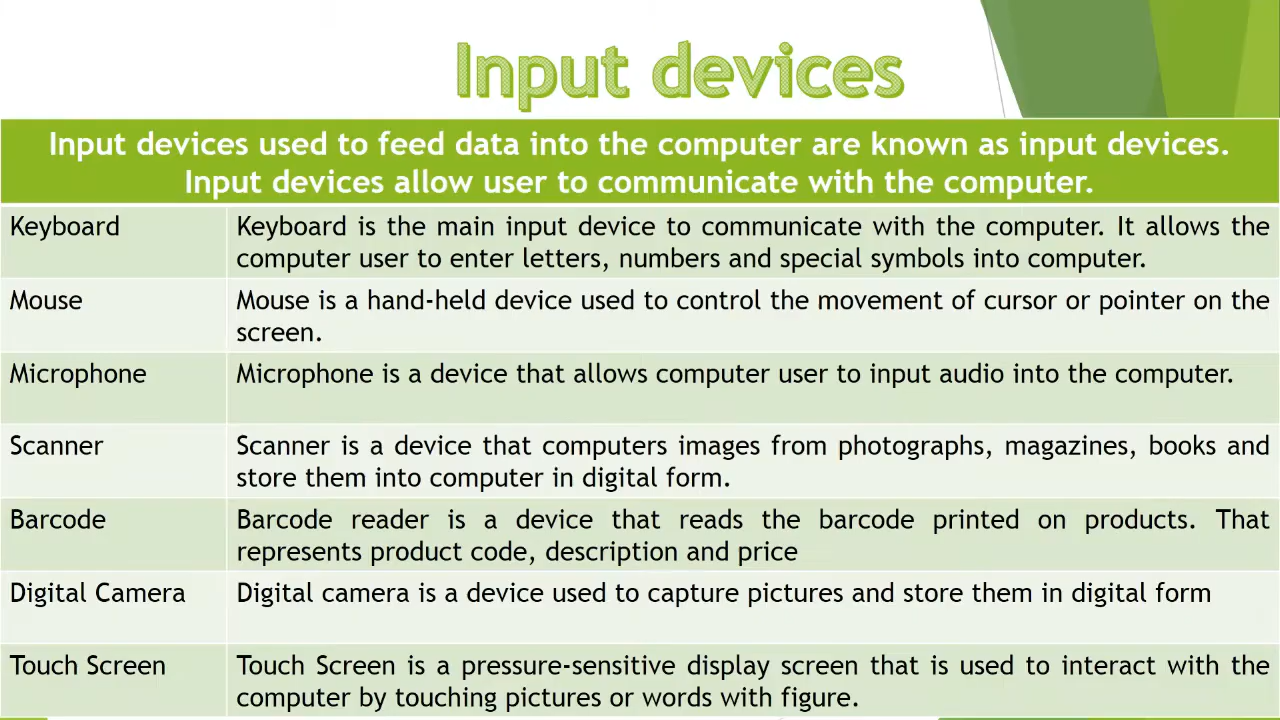 Input devices
Input devices used to feed data into the computer are known as input devices.
Input devices allow user to communicate with the computer.
Keyboard
Keyboard is the main input device to communicate with the computer. It allows the
computer user to enter letters, numbers and special symbols into computer.
Mouse
Mouse is a hand-held device used to control the movement of cursor or pointer on the
screen.
Microphone
Microphone is a device that allows computer user to input audio into the computer.
Scanner
Scanner is a device that computers images from photographs, magazines, books and
store them into computer in digital form.
Barcode
Barcode reader is a device that reads the barcode printed on products. That
represents product code, description and price
Digital Camera
Digital camera is a device used to capture pictures and store them in digital form
Touch Screen
Touch Screen is a pressure-sensitive display screen that is used to interact with the
computer by touching pictures or words with figure.